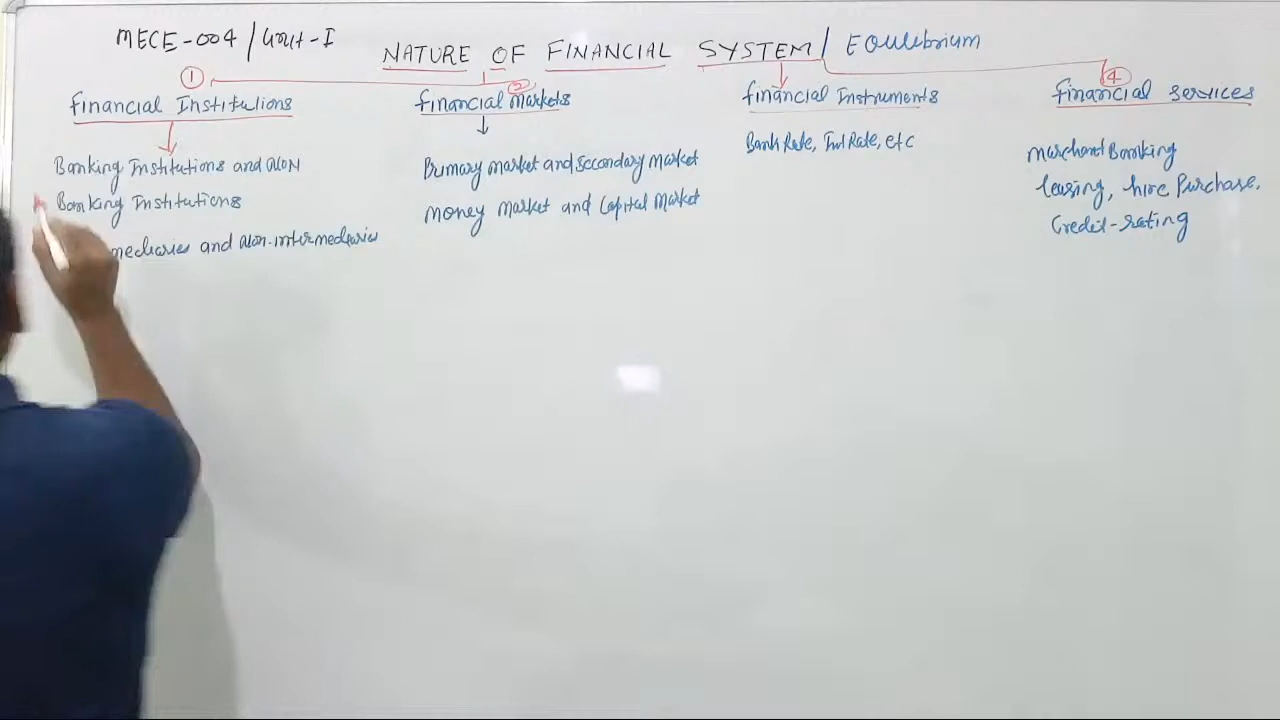 MECE-004 / Unit-I
NATURE OF FINANCIAL SYSTEM / Equilibrium
①
Financial Institutions
Banking Institutions and Non
Banking Institutions
mediaries and Non-intermediaries
②
financial Markets
Primary market and Secondary Market
Money Market and Capital Market
financial Instruments
Bank Rate, Int Rate, etc
④
financial services
Marchand Banking
leasing, hire Purchase.
Credit-rating